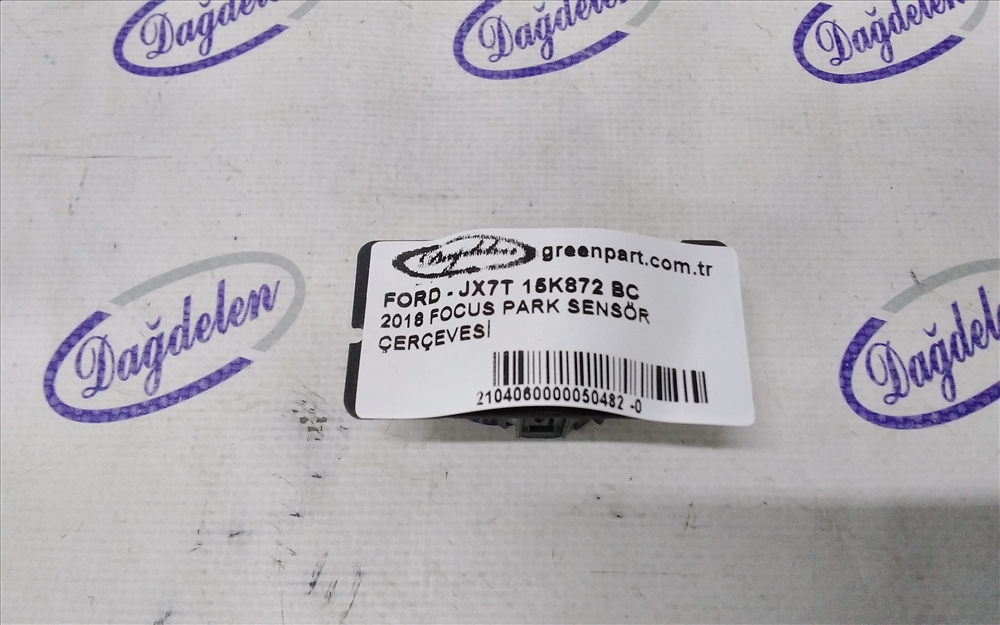 Dağdelen
Dağdelen
Dağdelen
Dağdelen greenpart.com.tr
FORD - JX7T 15K872 BC
2018 FOCUS PARK SENSÖR
ÇERÇEVESİ
2104060000050482 -0
Dağdelen
Dağdelen